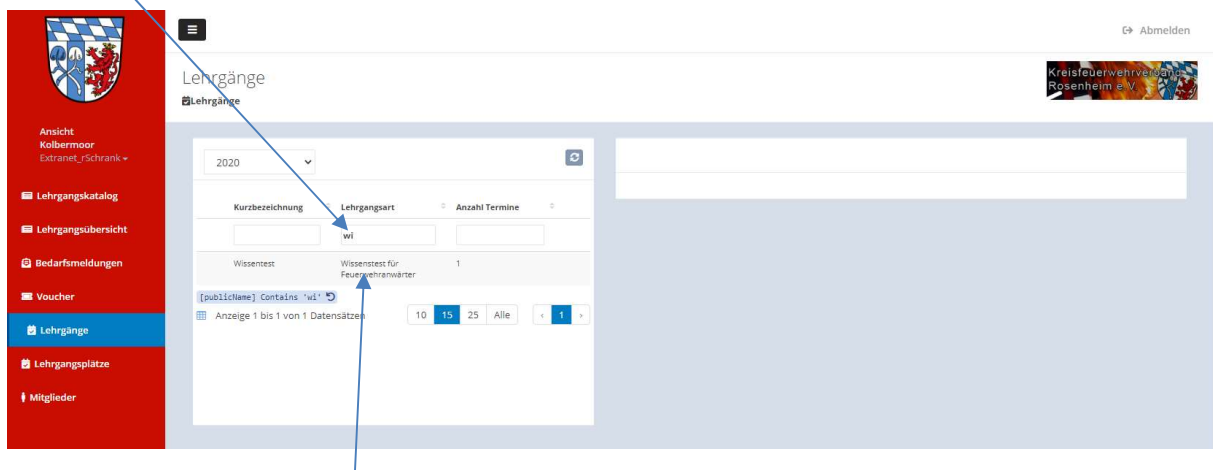 Abmelden
Lehrgänge
Lehrgänge
Kreisfeuerwehrverband
Rosenheim e.V.
Ansicht
Kolbermoor
Extranet_rSchrank
Lehrgangskatalog
Lehrgangsübersicht
Bedarfsmeldungen
Voucher
Lehrgänge
Lehrgangsplätze
Mitglieder
2020
Kurzbezeichnung Lehrgangsart Anzahl Termine
wi
Wissentest Wissenstest für 1
Feuerwehranwärter
[publicName] Contains 'wi'
Anzeige 1 bis 1 von 1 Datensätzen 10 15 25 Alle ‹ 1 ›